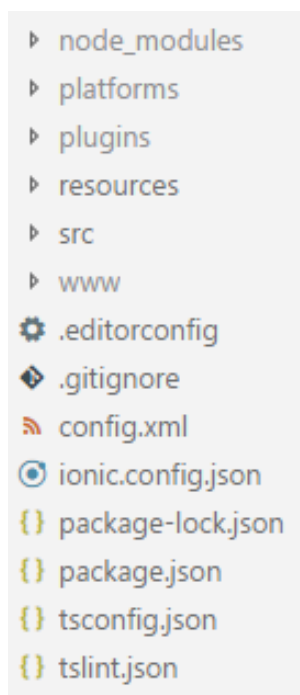 node_modules
platforms
plugins
resources
src
www
.editorconfig
.gitignore
config.xml
ionic.config.json
package-lock.json
package.json
tsconfig.json
tslint.json